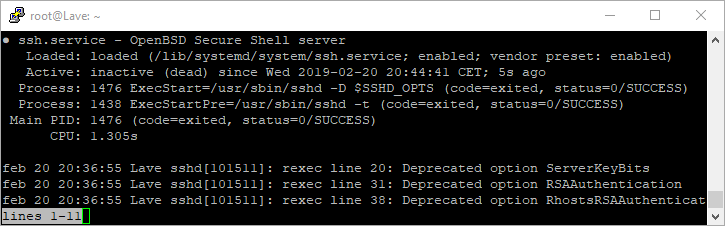 root@Lave: ~
● ssh.service - OpenBSD Secure Shell server
Loaded: loaded (/lib/systemd/system/ssh.service; enabled; vendor preset: enabled)
Active: inactive (dead) since Wed 2019-02-20 20:44:41 CET; 5s ago
Process: 1476 ExecStart=/usr/sbin/sshd -D $SSHD_OPTS (code=exited, status=0/SUCCESS)
Process: 1438 ExecStartPre=/usr/sbin/sshd -t (code=exited, status=0/SUCCESS)
Main PID: 1476 (code=exited, status=0/SUCCESS)
CPU: 1.305s
feb 20 20:36:55 Lave sshd[101511]: rexec line 20: Deprecated option ServerKeyBits
feb 20 20:36:55 Lave sshd[101511]: rexec line 31: Deprecated option RSAAuthentication
feb 20 20:36:55 Lave sshd[101511]: rexec line 38: Deprecated option RhostsRSAAuthenticat
lines 1-11